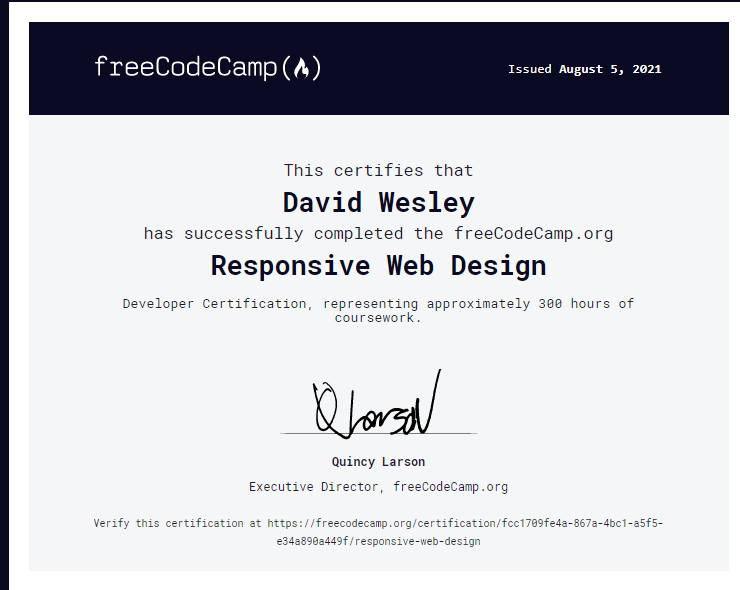 freeCodeCamp(🔥)
Issued August 5, 2021
This certifies that
David Wesley
has successfully completed the freeCodeCamp.org
Responsive Web Design
Developer Certification, representing approximately 300 hours of
coursework.
Q Larson
Quincy Larson
Executive Director, freeCodeCamp.org
Verify this certification at https://freecodecamp.org/certification/fcc1709fe4a-867a-4bc1-a5f5-
e34a890a449f/responsive-web-design